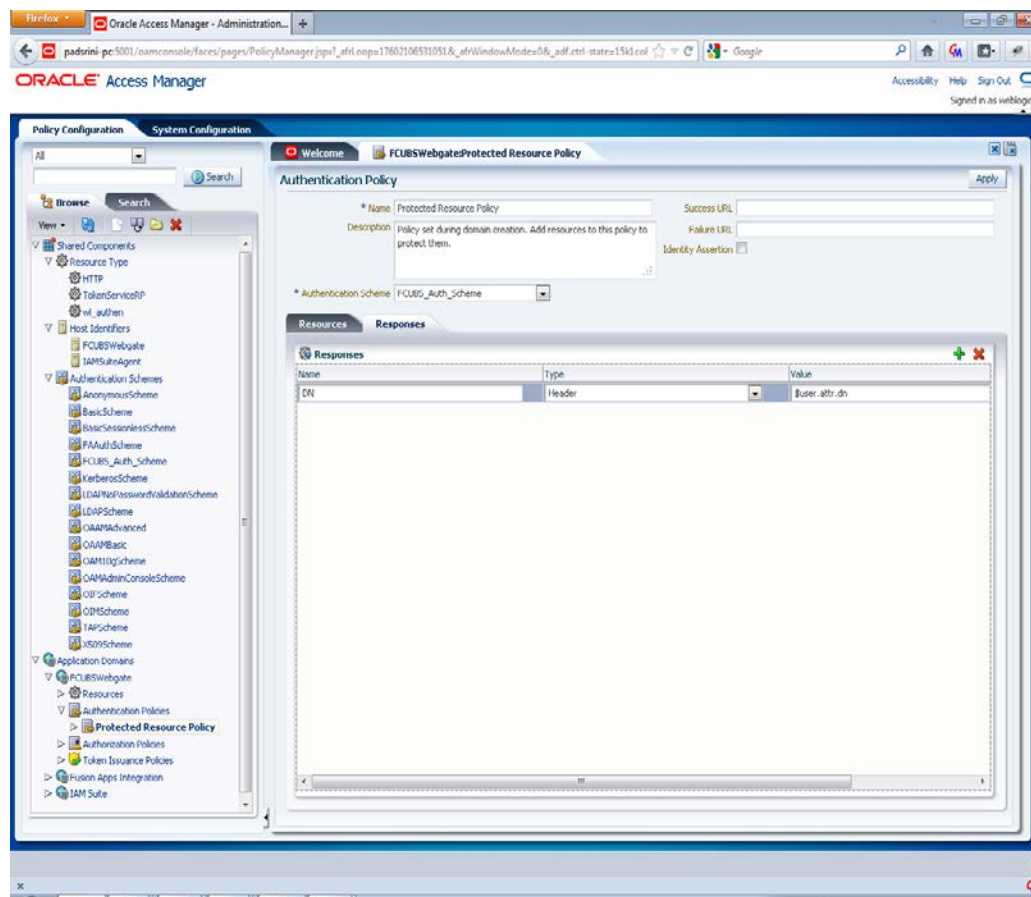 Firefox
Oracle Access Manager - Administration...
padsrini-pc:5001/oamconsole/faces/pages/PolicyManager.jspx?_afrLoop=17602106531051&_afrWindowMode=0&_adf.ctrl-state=15k1col
Google
ORACLE Access Manager
Accessibility Help Sign Out
Signed in as weblogic
Policy Configuration System Configuration
All
Search
Browse Search
View
Shared Components
Resource Type
HTTP
TokenServiceRP
wl_authen
Host Identifiers
FCUBSWebgate
IAMSuiteAgent
Authentication Schemes
AnonymousScheme
BasicScheme
BasicSessionlessScheme
FAAuthScheme
FCUBS_Auth_Scheme
KerberosScheme
LDAPNoPasswordValidationScheme
LDAPScheme
OAAMAdvanced
OAAMBasic
OAM10gScheme
OAMAdminConsoleScheme
OIFScheme
OIMScheme
TAPScheme
X509Scheme
Application Domains
FCUBSWebgate
Resources
Authentication Policies
Protected Resource Policy
Authorization Policies
Token Issuance Policies
Fusion Apps Integration
IAM Suite
Welcome FCUBSWebgate:Protected Resource Policy
Authentication Policy
Apply
* Name Protected Resource Policy
Description Policy set during domain creation. Add resources to this policy to
protect them.
* Authentication Scheme FCUBS_Auth_Scheme
Success URL
Failure URL
Identity Assertion
Resources Responses
Responses
Name Type Value
DN Header $user.attr.dn